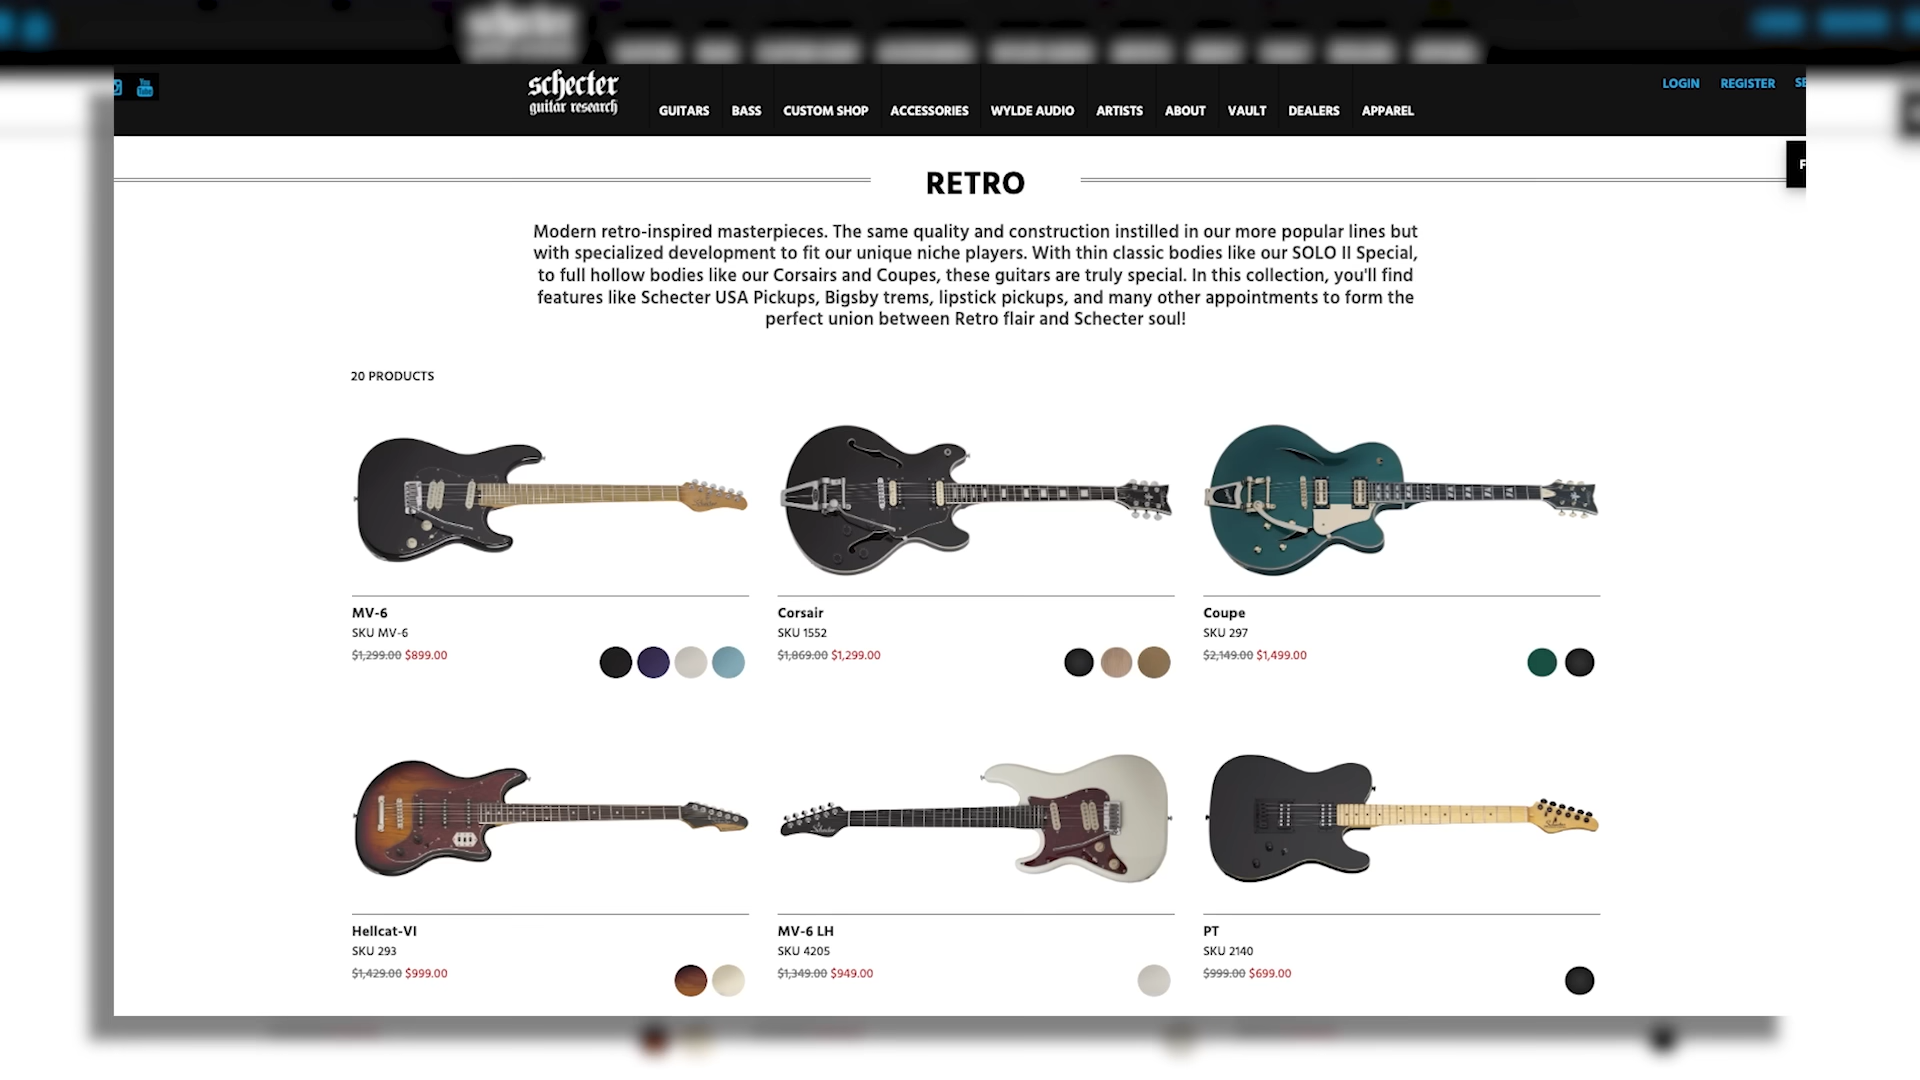 You
Tube
schecter
guitar research
GUITARS
BASS
CUSTOM SHOP
ACCESSORIES
WYLDE AUDIO
ARTISTS
ABOUT
VAULT
DEALERS
APPAREL
LOGIN
REGISTER
SE
F
RETRO
Modern retro-inspired masterpieces. The same quality and construction instilled in our more popular lines but
with specialized development to fit our unique niche players. With thin classic bodies like our SOLO II Special,
to full hollow bodies like our Corsairs and Coupes, these guitars are truly special. In this collection, you'll find
features like Schecter USA Pickups, Bigsby trems, lipstick pickups, and many other appointments to form the
perfect union between Retro flair and Schecter soul!
20 PRODUCTS
MV-6
SKU MV-6
$1,299.00 $899.00
Corsair
SKU 1552
$1,869.00 $1,299.00
Coupe
SKU 297
$2,149.00 $1,499.00
Hellcat-VI
SKU 293
$1,429.00 $999.00
MV-6 LH
SKU 4205
$1,349.00 $949.00
PT
SKU 2140
$999.00 $699.00